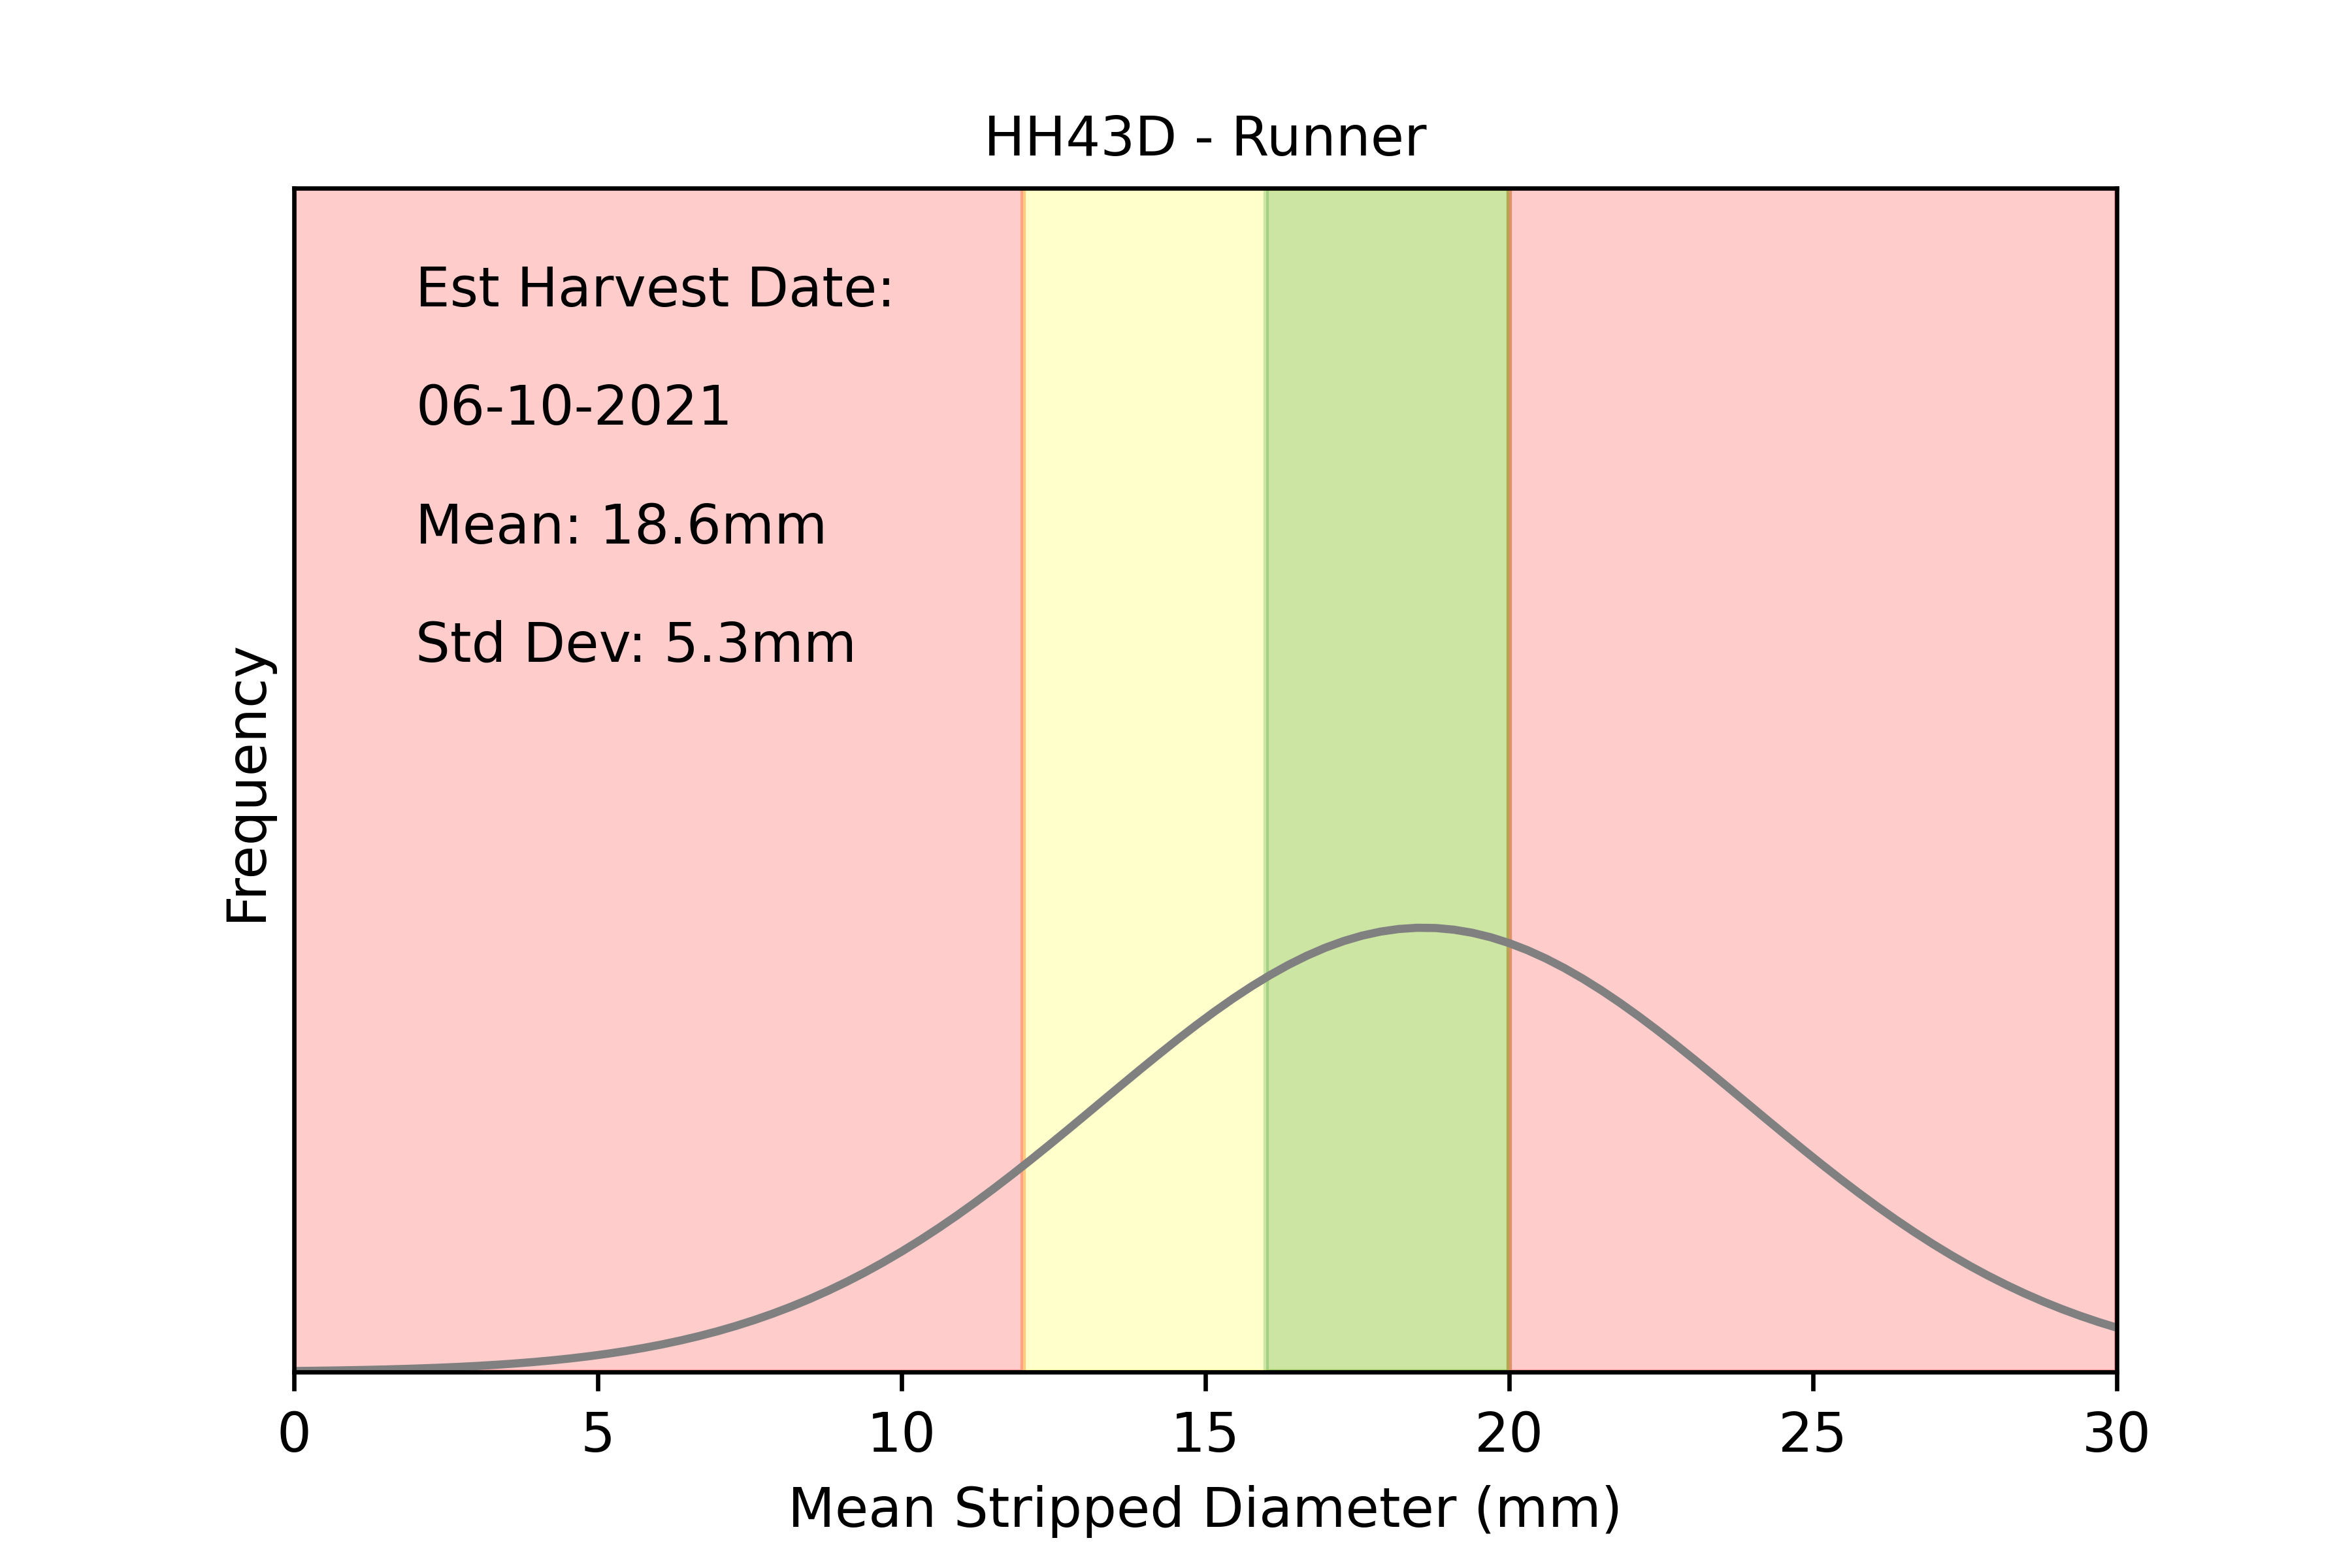 HH43D - Runner
Est Harvest Date:
06-10-2021
Mean: 18.6mm
Std Dev: 5.3mm
Frequency
0 5 10 15 20 25 30
Mean Stripped Diameter (mm)